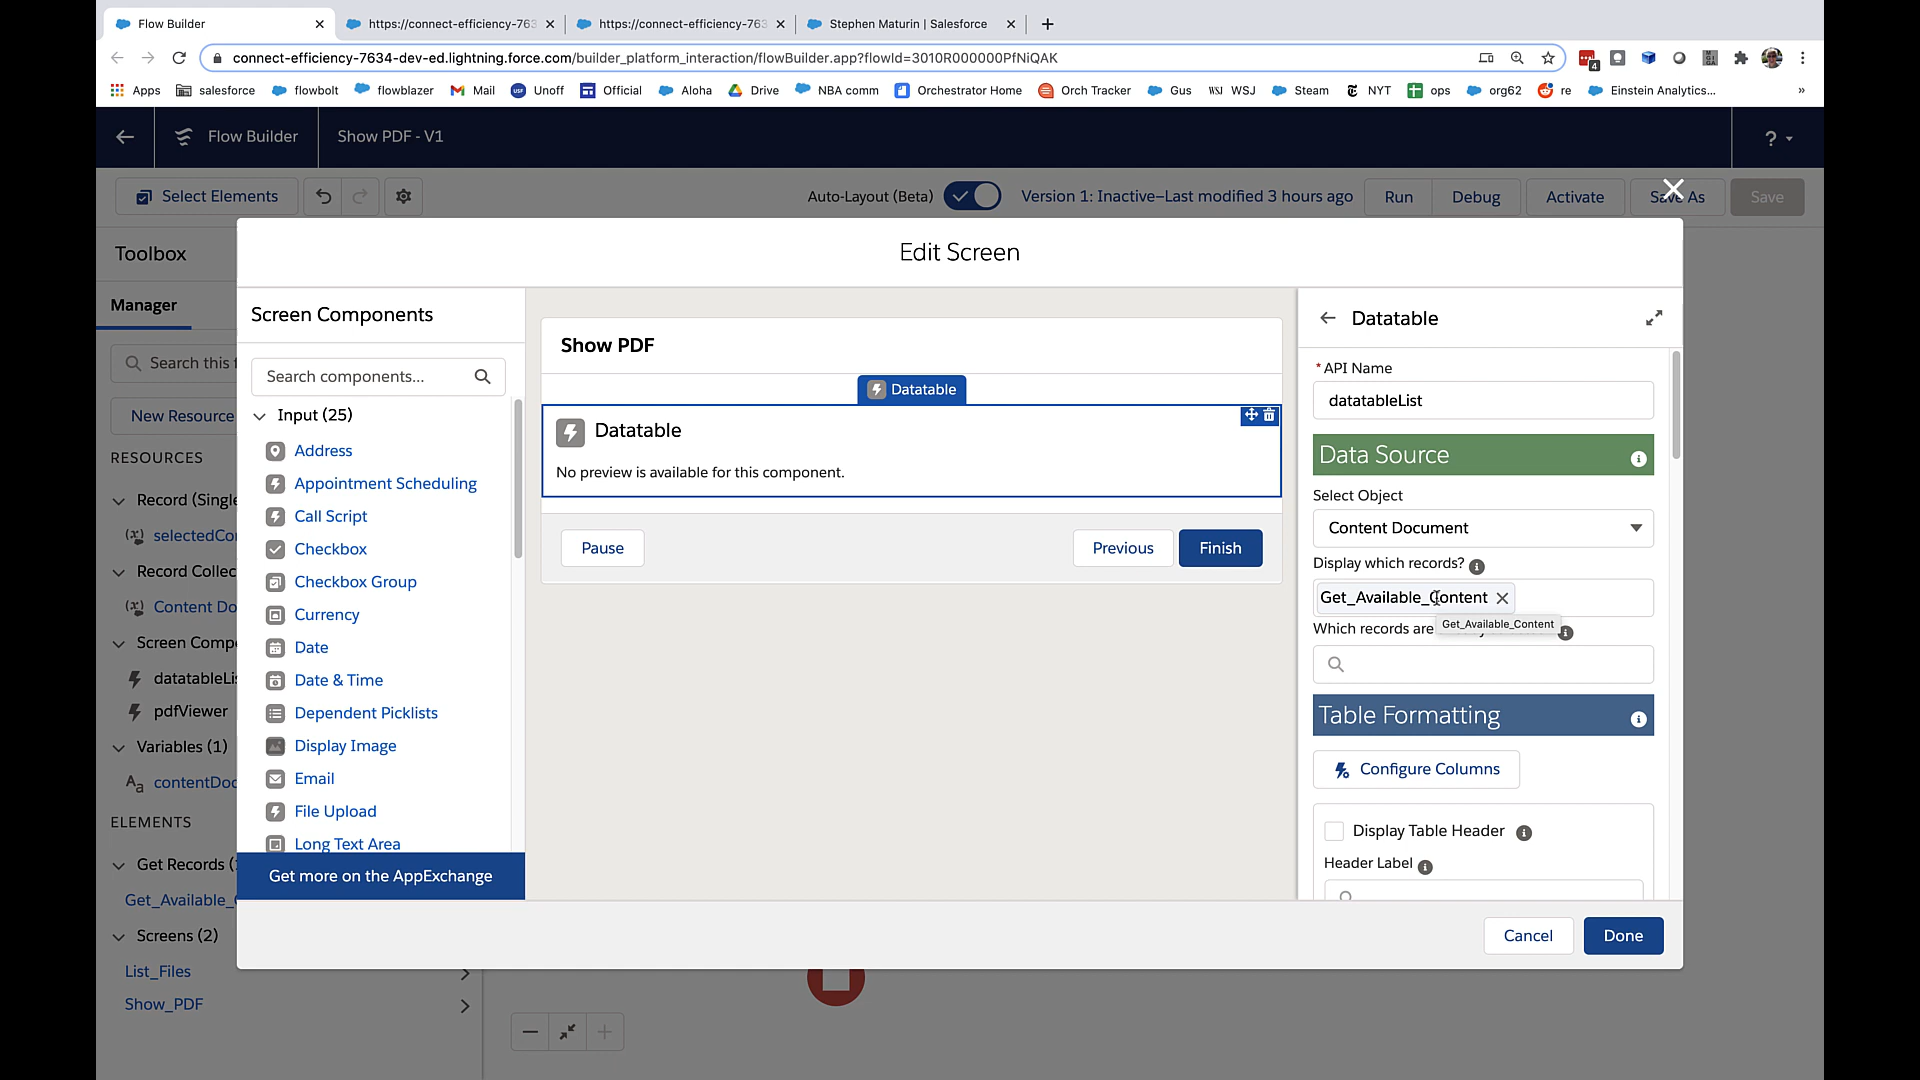 Flow Builder
https://connect-efficiency-763
https://connect-efficiency-763
Stephen Maturin | Salesforce
connect-efficiency-7634-dev-ed.lightning.force.com/builder_platform_interaction/flowBuilder.app?flowId=3010R000000PfNiQAK
4
Apps salesforce flowbolt flowblazer Mail Unoff Official Aloha Drive NBA comm Orchestrator Home Orch Tracker Gus WSJ WSJ Steam NYT ops org62 re Einstein Analytics... »
Flow Builder
Show PDF - V1
?
Select Elements
Auto-Layout (Beta)
Version 1: Inactive–Last modified 3 hours ago
Run
Debug
Activate
Save As
Save
Toolbox
Manager
Search this f
New Resource
RESOURCES
Record (Single
selectedCo
Record Collec
Content Do
Screen Comp
datatableLi
pdfViewer
Variables (1)
contentDoc
ELEMENTS
Get Records (
Get_Available_
Screens (2)
List_Files
Show_PDF
Edit Screen
Screen Components
Search components...
Input (25)
Address
Appointment Scheduling
Call Script
Checkbox
Checkbox Group
Currency
Date
Date & Time
Dependent Picklists
Display Image
Email
File Upload
Long Text Area
Get more on the AppExchange
Show PDF
Datatable
Datatable
No preview is available for this component.
Pause
Previous
Finish
Datatable
* API Name
datatableList
Data Source
Select Object
Content Document
Display which records?
Get_Available_Content
Get_Available_Content
Which records are
Table Formatting
Configure Columns
Display Table Header
Header Label
Cancel
Done